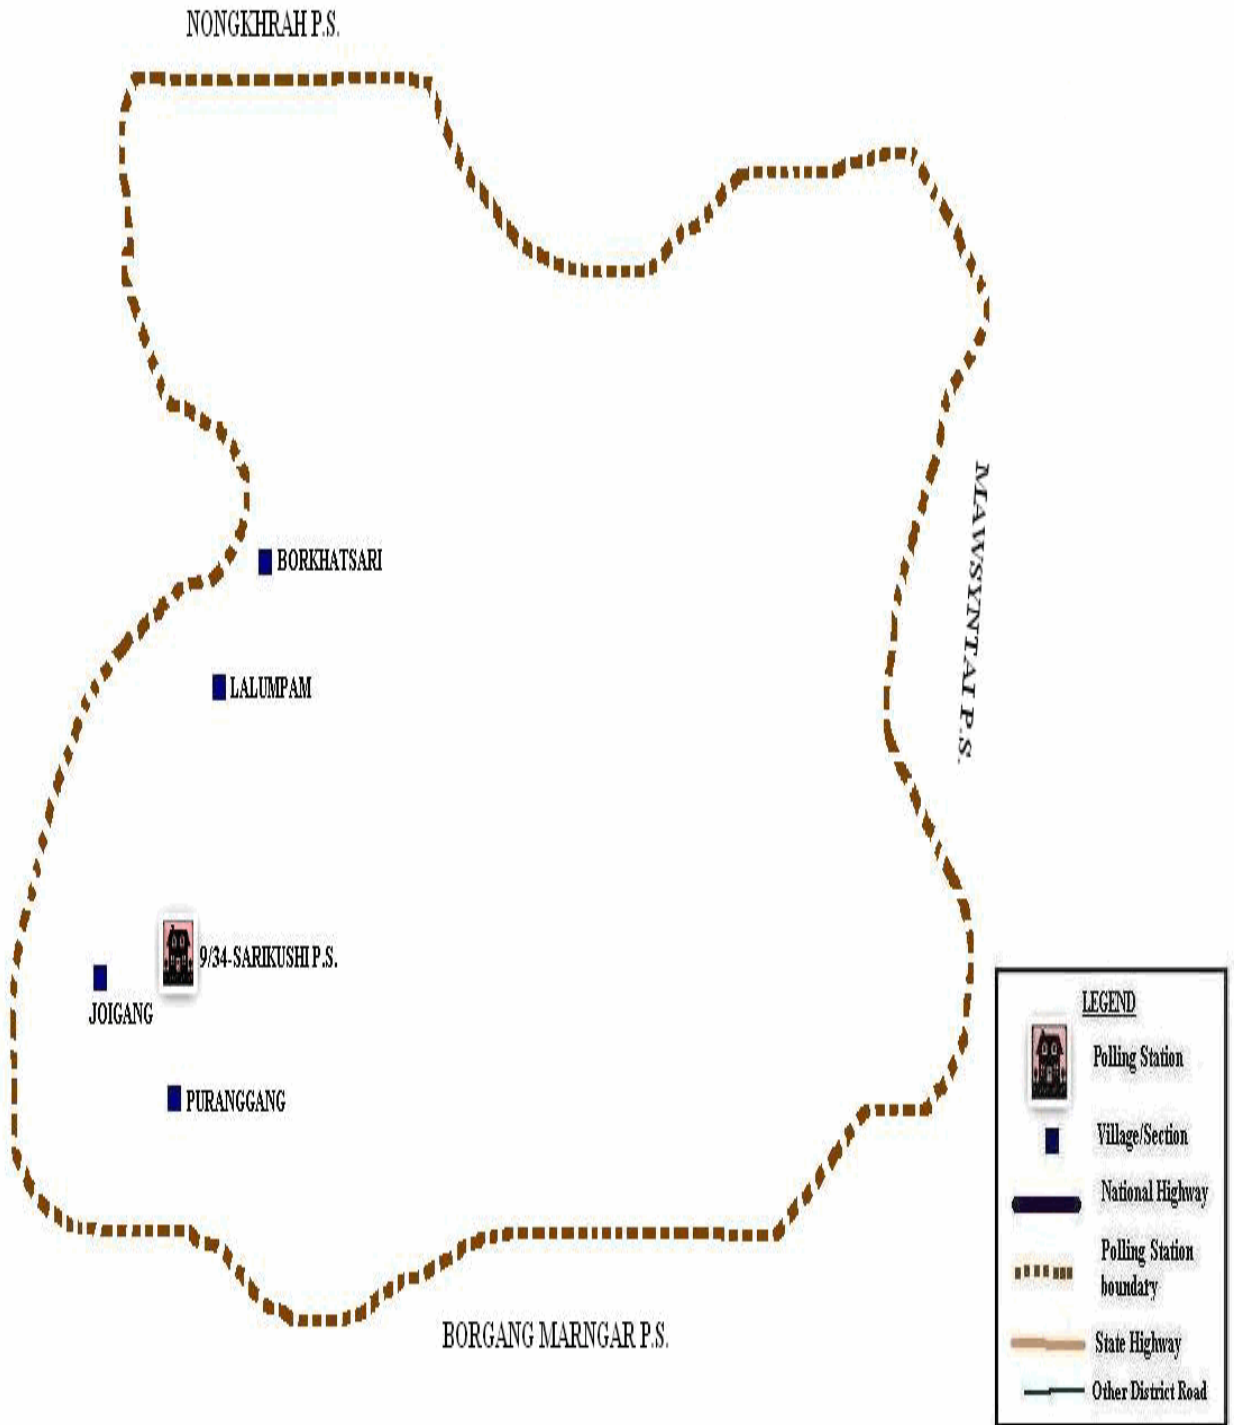 NONGKHRAH P.S.
MAWSYNTAI P.S.
BORKHATSARI
LALUMPAM
9/34-SARIKUSHI P.S.
JOIGANG
PURANGGANG
BORGANG MARNGAR P.S.
LEGEND
Polling Station
Village/Section
National Highway
Polling Station
boundary
State Highway
Other District Road